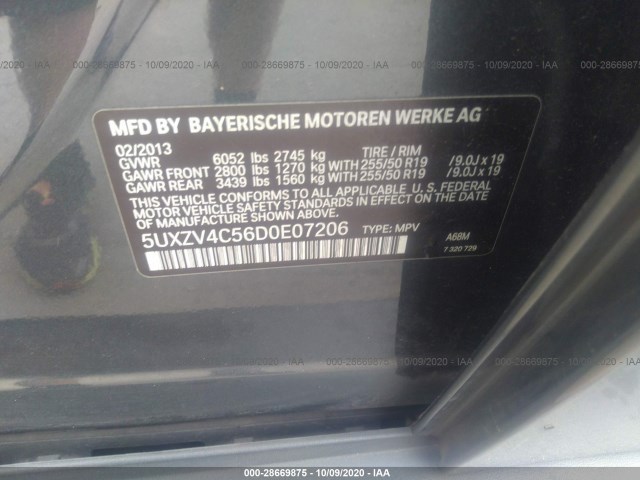 000-28669875 | 10/09/2020 - IAA
MFD BY BAYERISCHE MOTOREN WERKE AG
02/2013
GVWR 6052 lbs 2745 kg TIRE / RIM
GAWR FRONT 2800 lbs 1270 kg WITH 255/50 R19 /9.0J x 19
GAWR REAR 3439 lbs 1560 kg WITH 255/50 R19 /9.0J x 19
THIS VEHICLE CONFORMS TO ALL APPLICABLE U.S. FEDERAL
MOTOR VEHICLE SAFETY STANDARDS IN EFFECT ON THE DATE OF
MANUFACTURE SHOWN ABOVE.
5UXZV4C56D0E07206 TYPE: MPV A68M
7 320 729
000-28669875 | 10/09/2020 - IAA